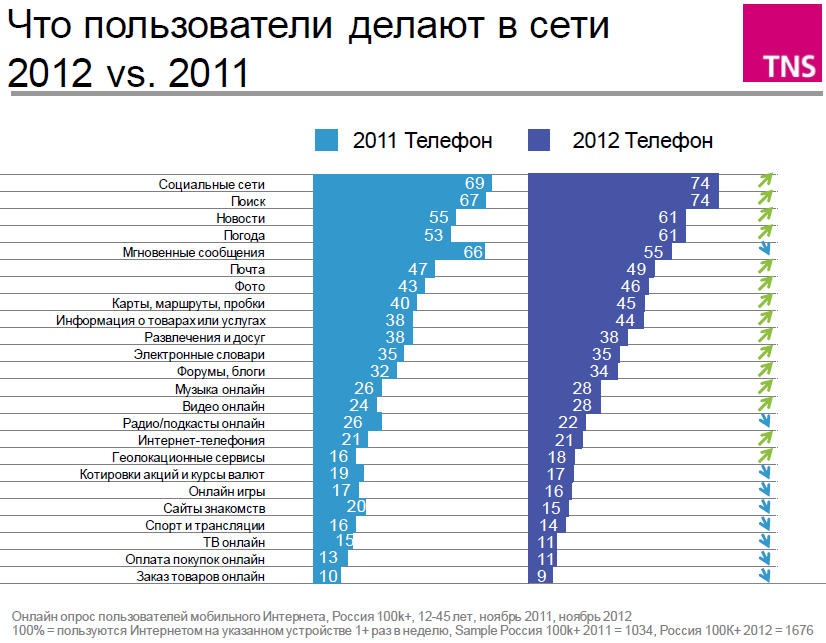 Что пользователи делают в сети
2012 vs. 2011
TNS
2011 Телефон 2012 Телефон
Социальные сети 69 74
Поиск 67 74
Новости 55 61
Погода 53 61
Мгновенные сообщения 66 55
Почта 47 49
Фото 43 46
Карты, маршруты, пробки 40 45
Информация о товарах или услугах 38 44
Развлечения и досуг 38 38
Электронные словари 35 35
Форумы, блоги 32 34
Музыка онлайн 26 28
Видео онлайн 24 28
Радио/подкасты онлайн 26 22
Интернет-телефония 21 21
Геолокационные сервисы 16 18
Котировки акций и курсы валют 19 17
Онлайн игры 17 16
Сайты знакомств 20 15
Спорт и трансляции 16 14
ТВ онлайн 15 11
Оплата покупок онлайн 13 11
Заказ товаров онлайн 10 9
Онлайн опрос пользователей мобильного Интернета, Россия 100k+, 12-45 лет, ноябрь 2011, ноябрь 2012
100% = пользуются Интернетом на указанном устройстве 1+ раз в неделю, Sample Россия 100k+ 2011 = 1034, Россия 100K+ 2012 = 1676